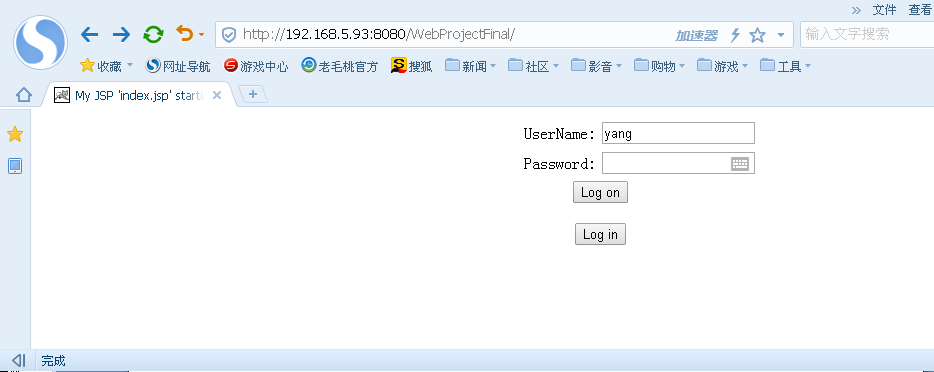 文件 查看
http://192.168.5.93:8080/WebProjectFinal/ 加速器 输入文字搜索
收藏 网址导航 游戏中心 老毛桃官方 搜狐 新闻 社区 影音 购物 游戏 工具
My JSP 'index.jsp' starti
UserName: yang
Password:
Log on
Log in
完成